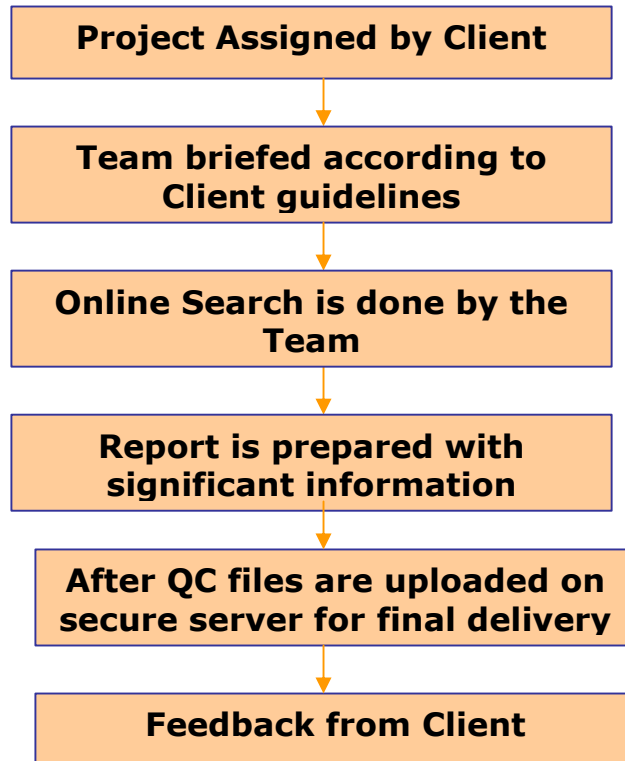 Project Assigned by Client
Team briefed according to
Client guidelines
Online Search is done by the
Team
Report is prepared with
significant information
After QC files are uploaded on
secure server for final delivery
Feedback from Client